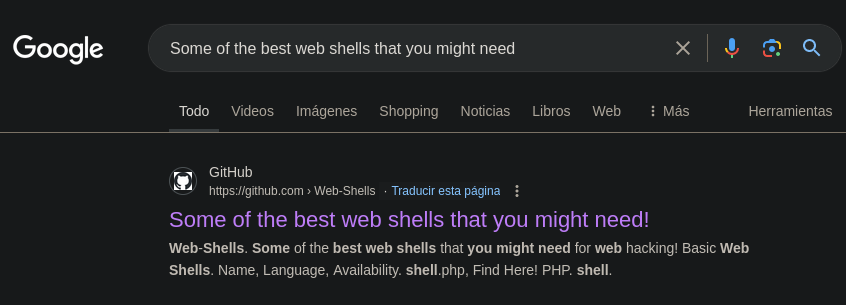 Google
Some of the best web shells that you might need
Todo Videos Imágenes Shopping Noticias Libros Web Más Herramientas
GitHub
https://github.com › Web-Shells · Traducir esta página
Some of the best web shells that you might need!
Web-Shells. Some of the best web shells that you might need for web hacking! Basic Web
Shells. Name, Language, Availability. shell.php, Find Here! PHP. shell.